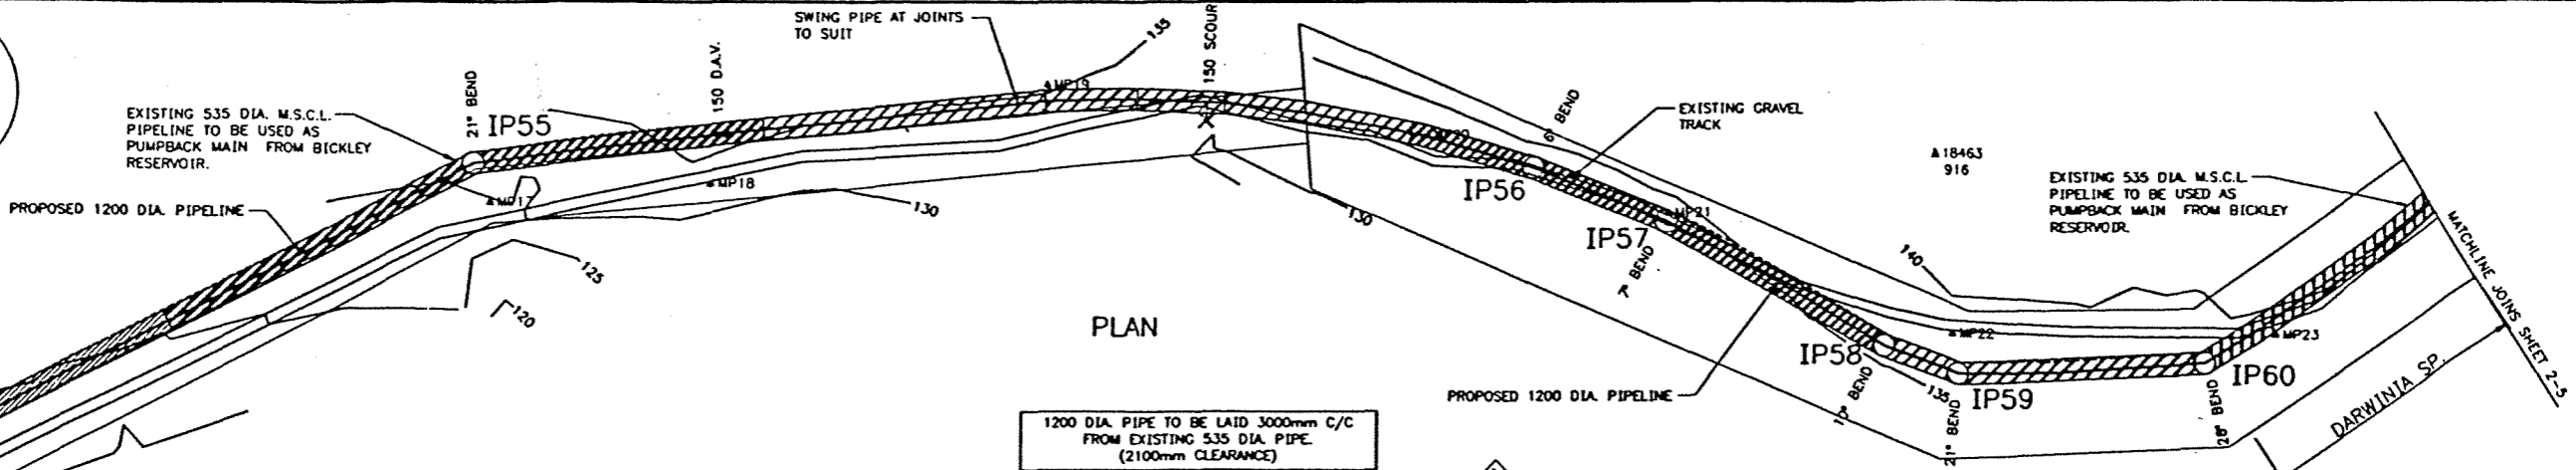 SWING PIPE AT JOINTS
TO SUIT
135
150 SCOUR
150 D.A.V.
21° BEND
IP55
MP19
EXISTING 535 DIA. M.S.C.L.
PIPELINE TO BE USED AS
PUMPBACK MAIN FROM BICKLEY
RESERVOIR.
6° BEND
EXISTING GRAVEL
TRACK
18463
916
EXISTING 535 DIA. M.S.C.L.
PIPELINE TO BE USED AS
PUMPBACK MAIN FROM BICKLEY
RESERVOIR.
PROPOSED 1200 DIA. PIPELINE
MP17
MP18
130
130
IP56
MP21
IP57
7° BEND
MATCHLINE JOINS SHEET 2-5
125
120
140
PLAN
MP22
MP23
IP58
IP59
IP60
135
10° BEND
21° BEND
28° BEND
DARWINIA SP.
PROPOSED 1200 DIA. PIPELINE
1200 DIA. PIPE TO BE LAID 3000mm C/C
FROM EXISTING 535 DIA. PIPE.
(2100mm CLEARANCE)